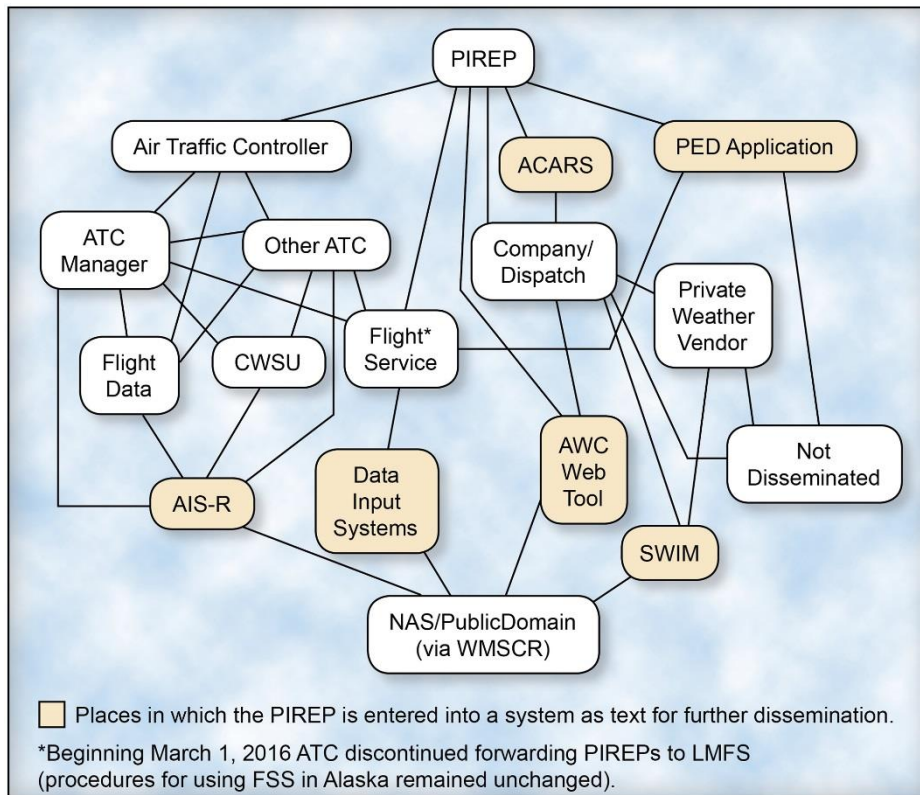 PIREP
Air Traffic Controller
ACARS
PED Application
ATC
Manager
Other ATC
Company/
Dispatch
Private
Weather
Vendor
Flight
Data
CWSU
Flight*
Service
AIS-R
Data
Input
Systems
AWC
Web
Tool
Not
Disseminated
SWIM
NAS/PublicDomain
(via WMSCR)
Places in which the PIREP is entered into a system as text for further dissemination.
*Beginning March 1, 2016 ATC discontinued forwarding PIREPs to LMFS
(procedures for using FSS in Alaska remained unchanged).